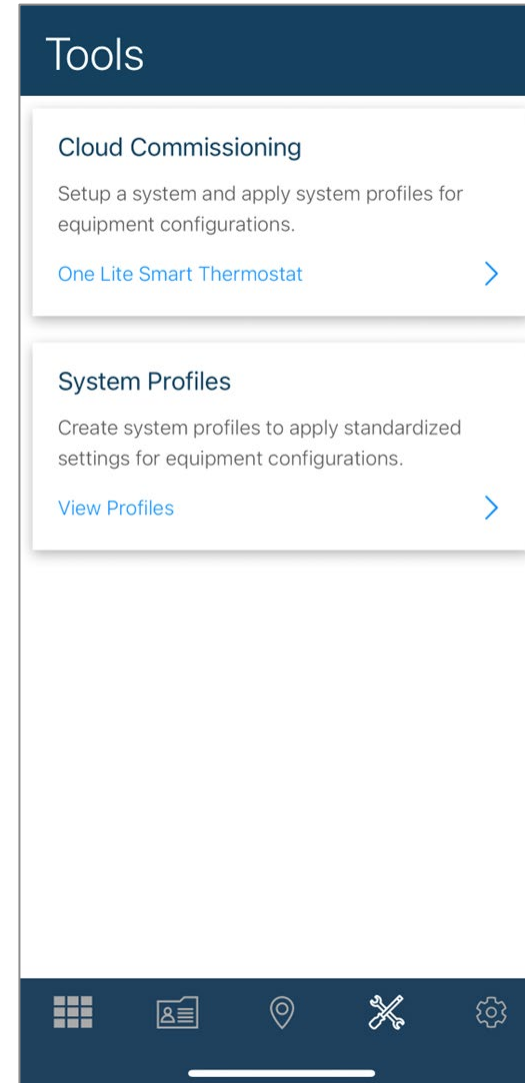 Tools
Cloud Commissioning
Setup a system and apply system profiles for
equipment configurations.
One Lite Smart Thermostat
System Profiles
Create system profiles to apply standardized
settings for equipment configurations.
View Profiles